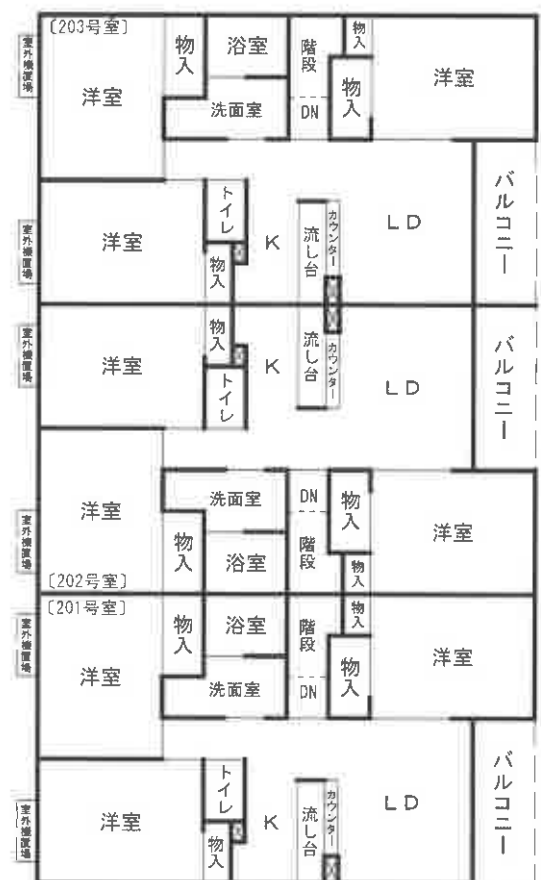 〔203号室〕
室外機置場
洋室
物入
浴室
洗面室
階段
DN
物入
物入
洋室
室外機置場
洋室
トイレ
物入
K
流し台
カウンター
LD
バルコニー
室外機置場
洋室
物入
トイレ
K
流し台
カウンター
LD
バルコニー
室外機置場
洋室
〔202号室〕
物入
洗面室
浴室
DN
階段
物入
物入
洋室
〔201号室〕
室外機置場
洋室
物入
浴室
洗面室
階段
DN
物入
物入
洋室
室外機置場
洋室
トイレ
物入
K
流し台
カウンター
LD
バルコニー